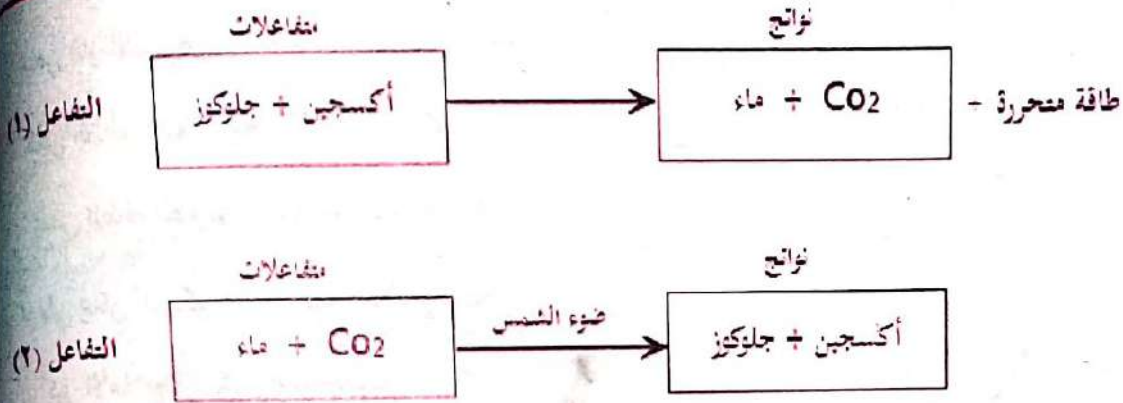 متفاعلات نواتج
التفاعل (١) أكسجين + جلوكوز ماء + Co2 + طاقة متحررة
متفاعلات نواتج
التفاعل (٢) ماء + Co2 ضوء الشمس أكسجين + جلوكوز